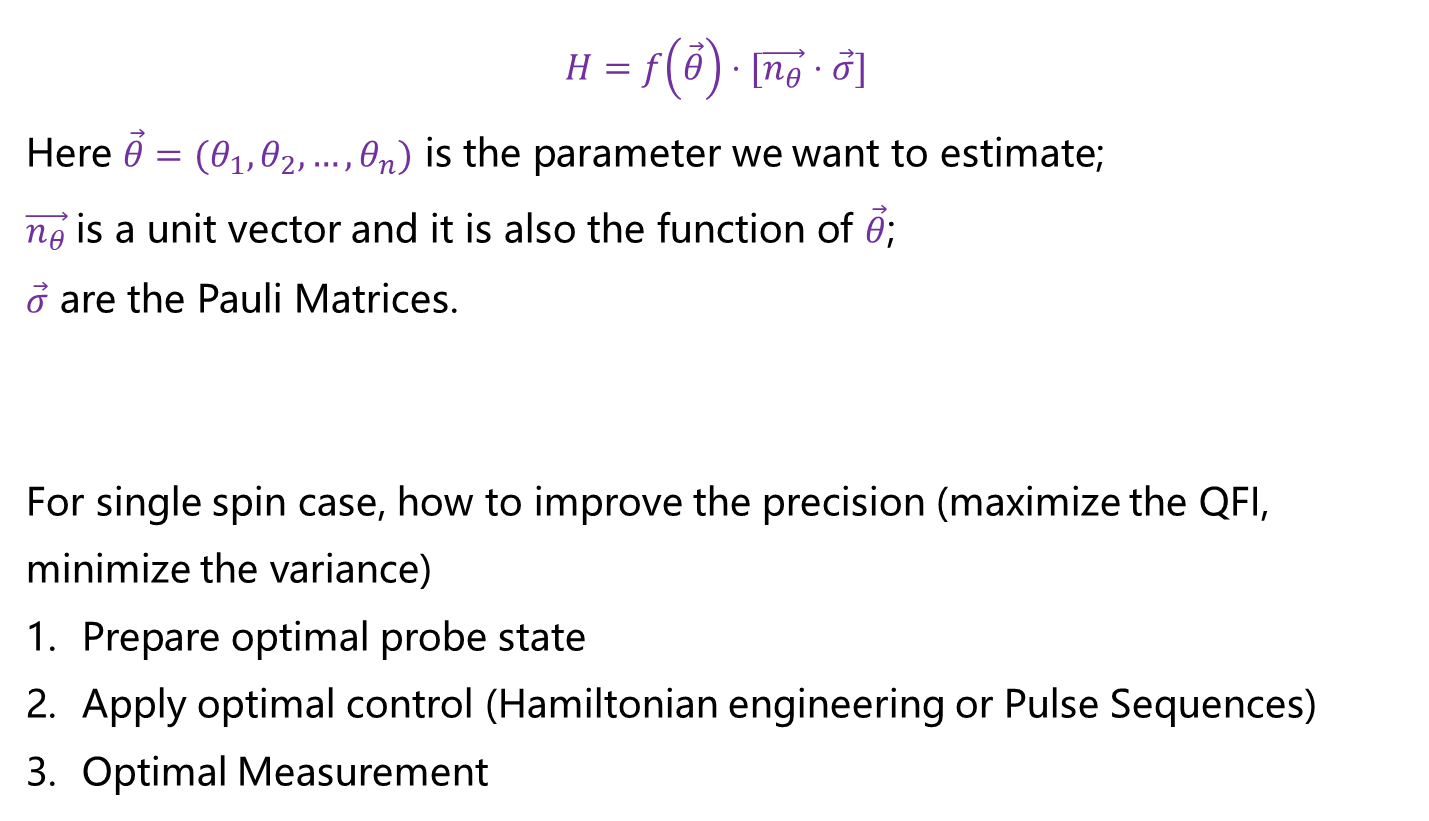 H = f(θ⃗) · [n⃗_θ · σ⃗]
Here θ⃗ = (θ₁, θ₂, … , θₙ) is the parameter we want to estimate;
n⃗_θ is a unit vector and it is also the function of θ⃗;
σ⃗ are the Pauli Matrices.
For single spin case, how to improve the precision (maximize the QFI,
minimize the variance)
1. Prepare optimal probe state
2. Apply optimal control (Hamiltonian engineering or Pulse Sequences)
3. Optimal Measurement